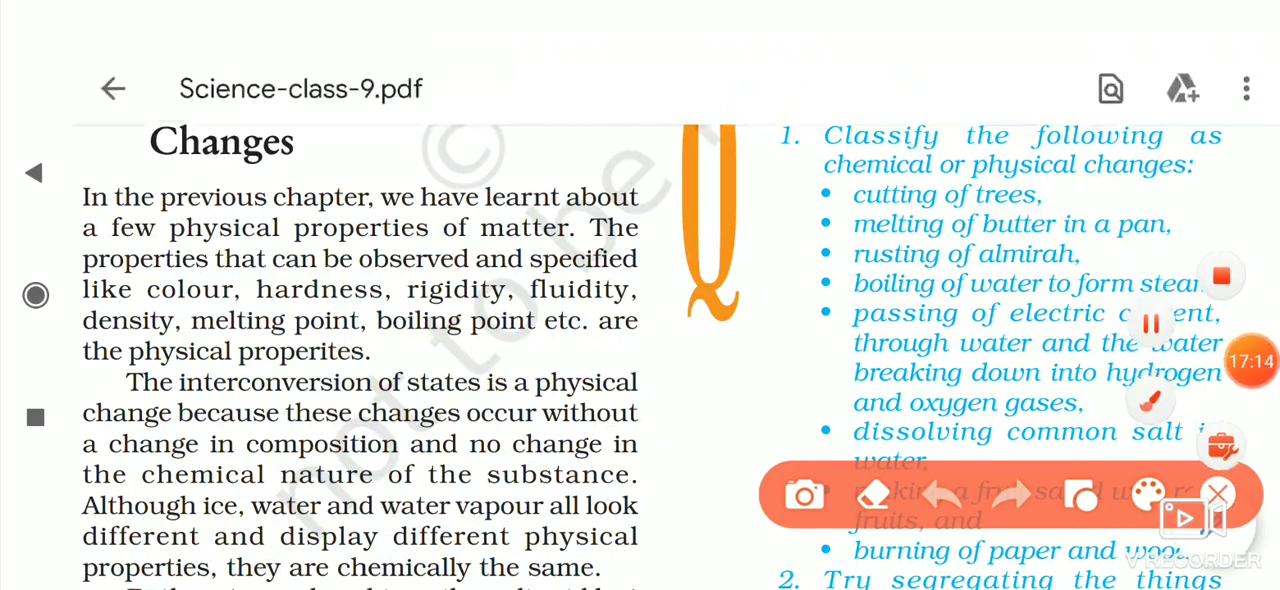 Science-class-9.pdf
Changes
In the previous chapter, we have learnt about
a few physical properties of matter. The
properties that can be observed and specified
like colour, hardness, rigidity, fluidity,
density, melting point, boiling point etc. are
the physical properites.
The interconversion of states is a physical
change because these changes occur without
a change in composition and no change in
the chemical nature of the substance.
Although ice, water and water vapour all look
different and display different physical
properties, they are chemically the same.
Q
1. Classify the following as
chemical or physical changes:
• cutting of trees,
• melting of butter in a pan,
• rusting of almirah,
• boiling of water to form
• passing of electric
through water and the water
breaking down into hydrogen
and oxygen gases,
• dissolving common salt
water,
fruits, and
• burning of paper and
2. Try segregating the things
17:14
V RECORDER
© not to be